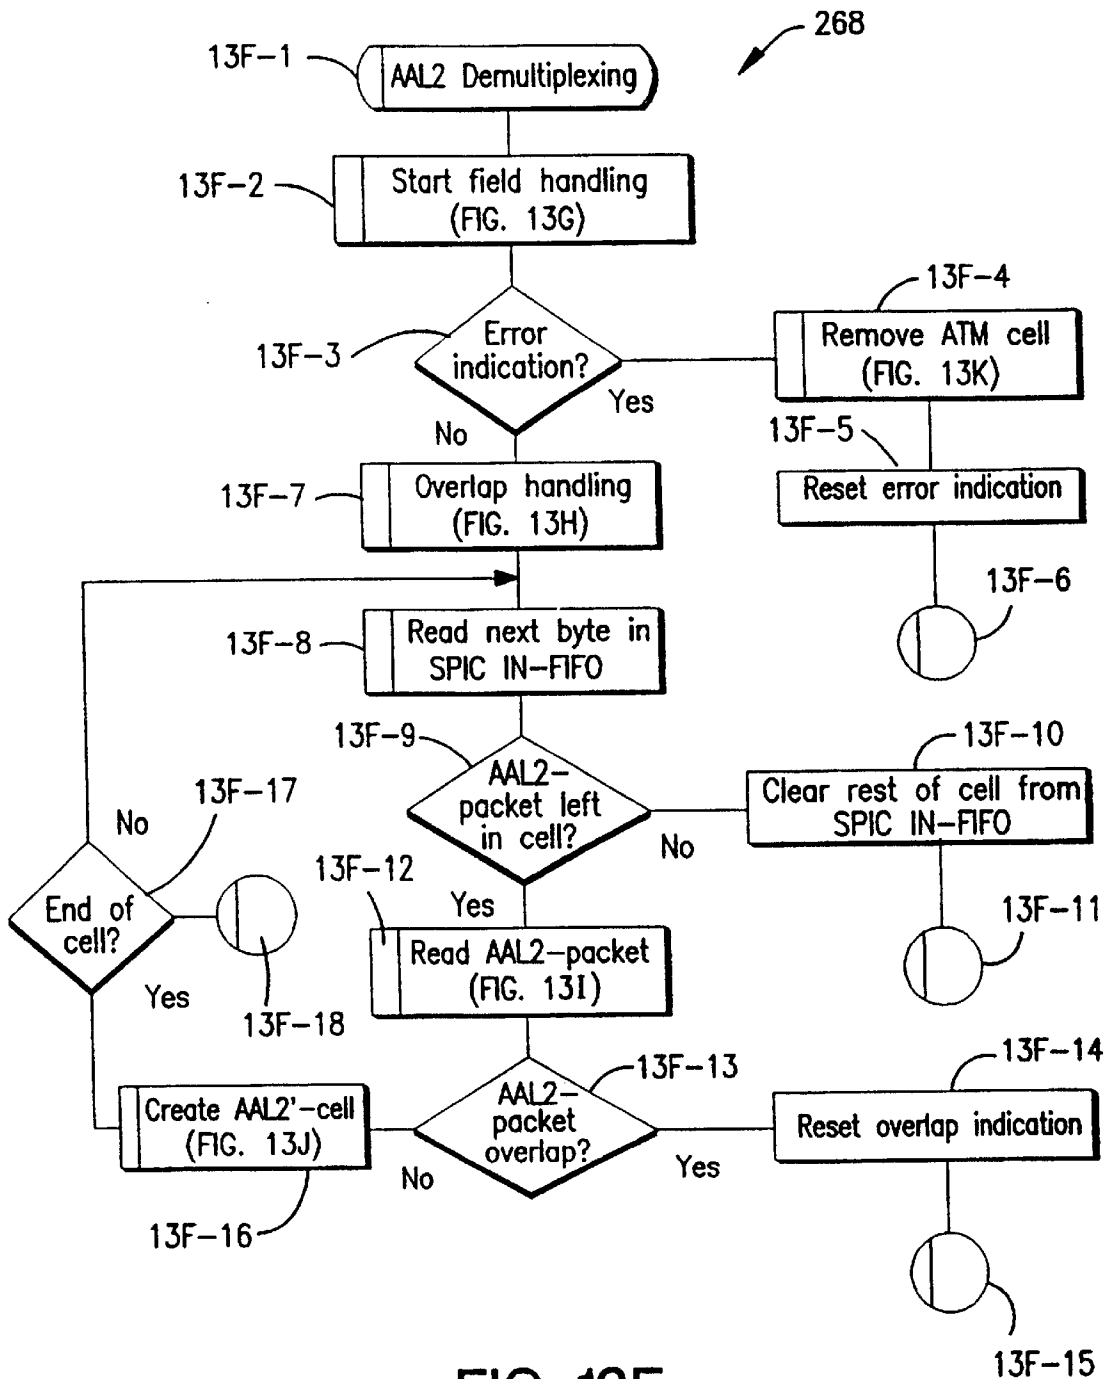 268
13F-1
AAL2 Demultiplexing
13F-2
Start field handling
(FIG. 13G)
13F-3
Error
indication?
Yes
No
13F-4
Remove ATM cell
(FIG. 13K)
13F-5
Reset error indication
13F-6
13F-7
Overlap handling
(FIG. 13H)
13F-8
Read next byte in
SPIC IN-FIFO
13F-9
AAL2-
packet left
in cell?
No
Yes
13F-10
Clear rest of cell from
SPIC IN-FIFO
13F-11
13F-17
No
End of
cell?
Yes
13F-18
13F-12
Read AAL2-packet
(FIG. 13I)
13F-13
AAL2-
packet
overlap?
No
Yes
13F-14
Reset overlap indication
13F-15
Create AAL2'-cell
(FIG. 13J)
13F-16